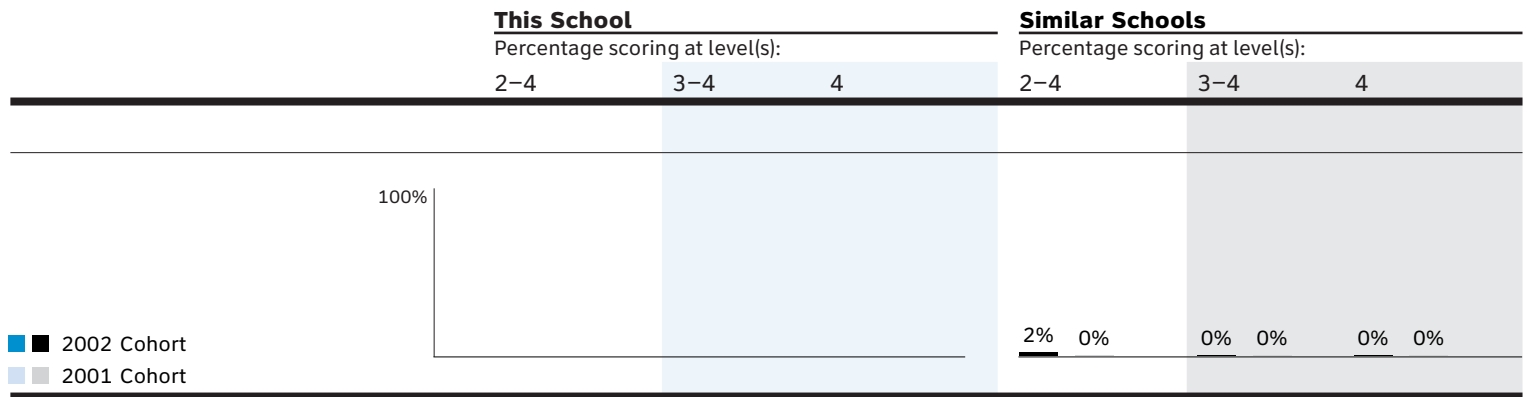 This School Similar Schools
Percentage scoring at level(s): Percentage scoring at level(s):
2–4 3–4 4 2–4 3–4 4
100%
2% 0% 0% 0% 0% 0%
2002 Cohort
2001 Cohort